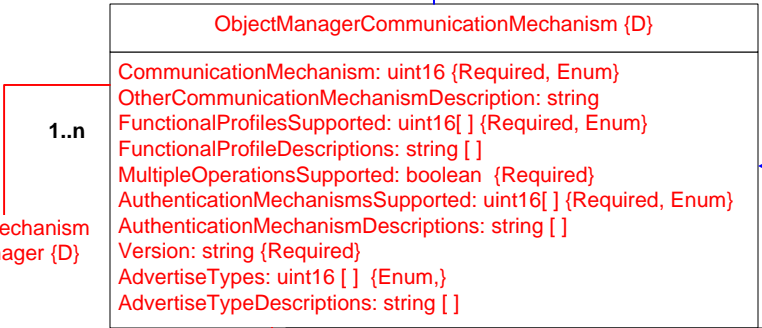 ObjectManagerCommunicationMechanism {D}
CommunicationMechanism: uint16 {Required, Enum}
OtherCommunicationMechanismDescription: string
FunctionalProfilesSupported: uint16[ ] {Required, Enum}
FunctionalProfileDescriptions: string [ ]
MultipleOperationsSupported: boolean {Required}
AuthenticationMechanismsSupported: uint16[ ] {Required, Enum}
AuthenticationMechanismDescriptions: string [ ]
Version: string {Required}
AdvertiseTypes: uint16 [ ] {Enum,}
AdvertiseTypeDescriptions: string [ ]
1..n
echanism
ager {D}